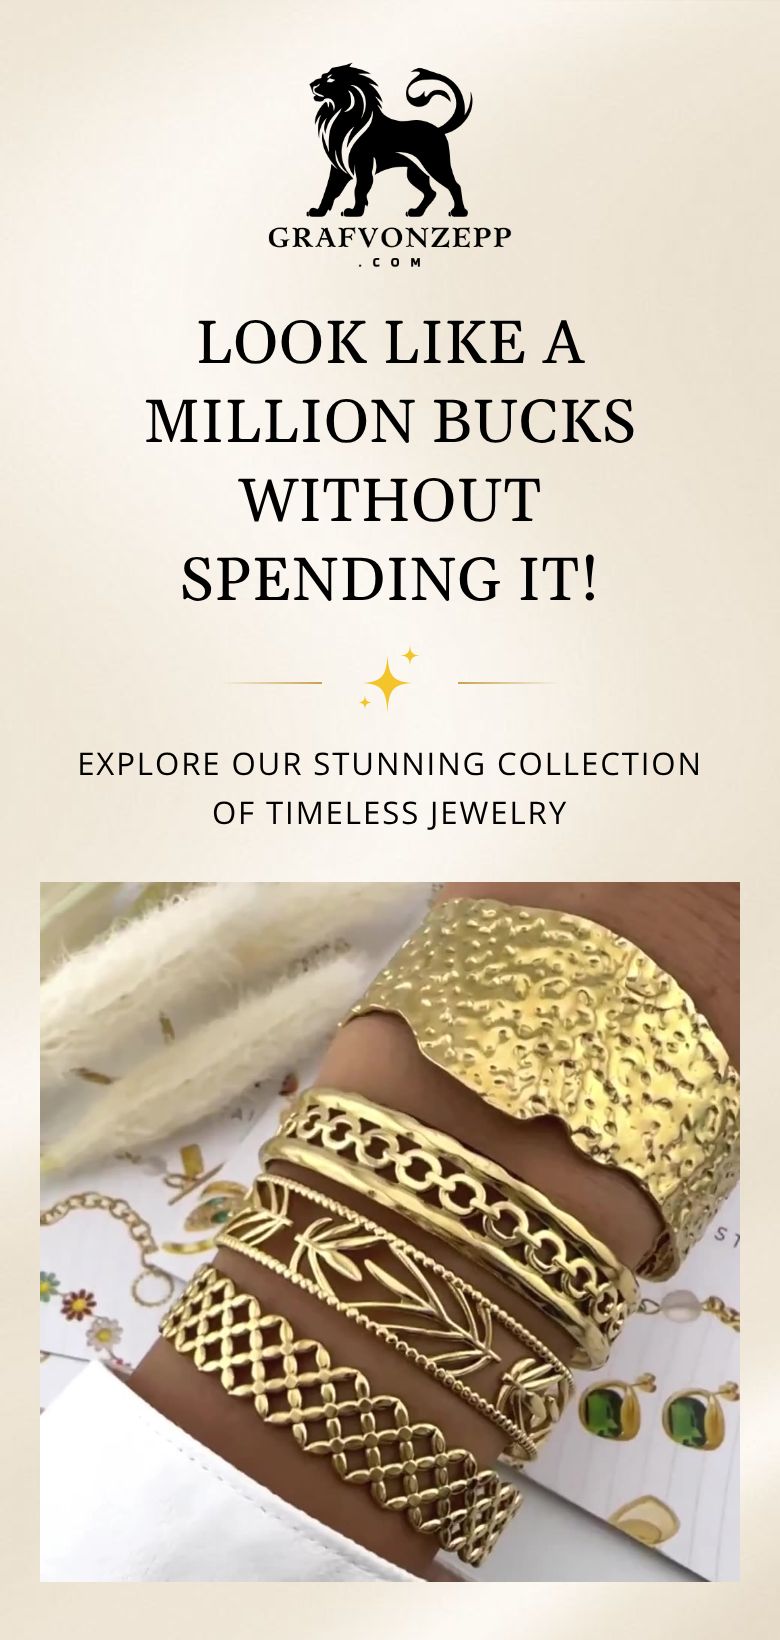 GRAFVONZEPP
.COM
LOOK LIKE A
MILLION BUCKS
WITHOUT
SPENDING IT!
EXPLORE OUR STUNNING COLLECTION
OF TIMELESS JEWELRY